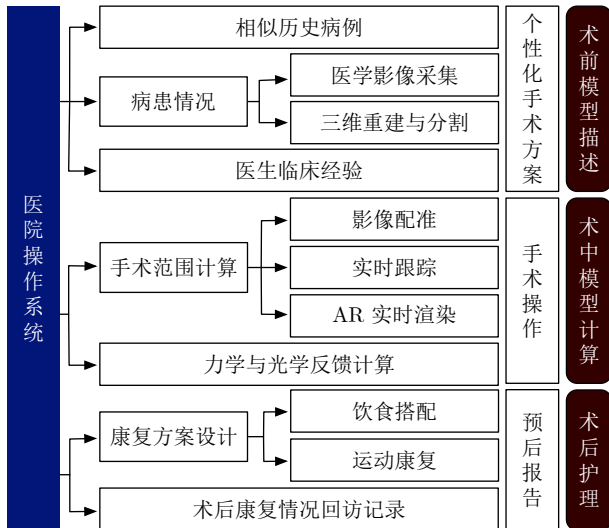 医院操作系统
相似历史病例
病患情况
医学影像采集
三维重建与分割
医生临床经验
个性化手术方案
术前模型描述
手术范围计算
影像配准
实时跟踪
AR 实时渲染
力学与光学反馈计算
手术操作
术中模型计算
康复方案设计
饮食搭配
运动康复
术后康复情况回访记录
预后报告
术后护理